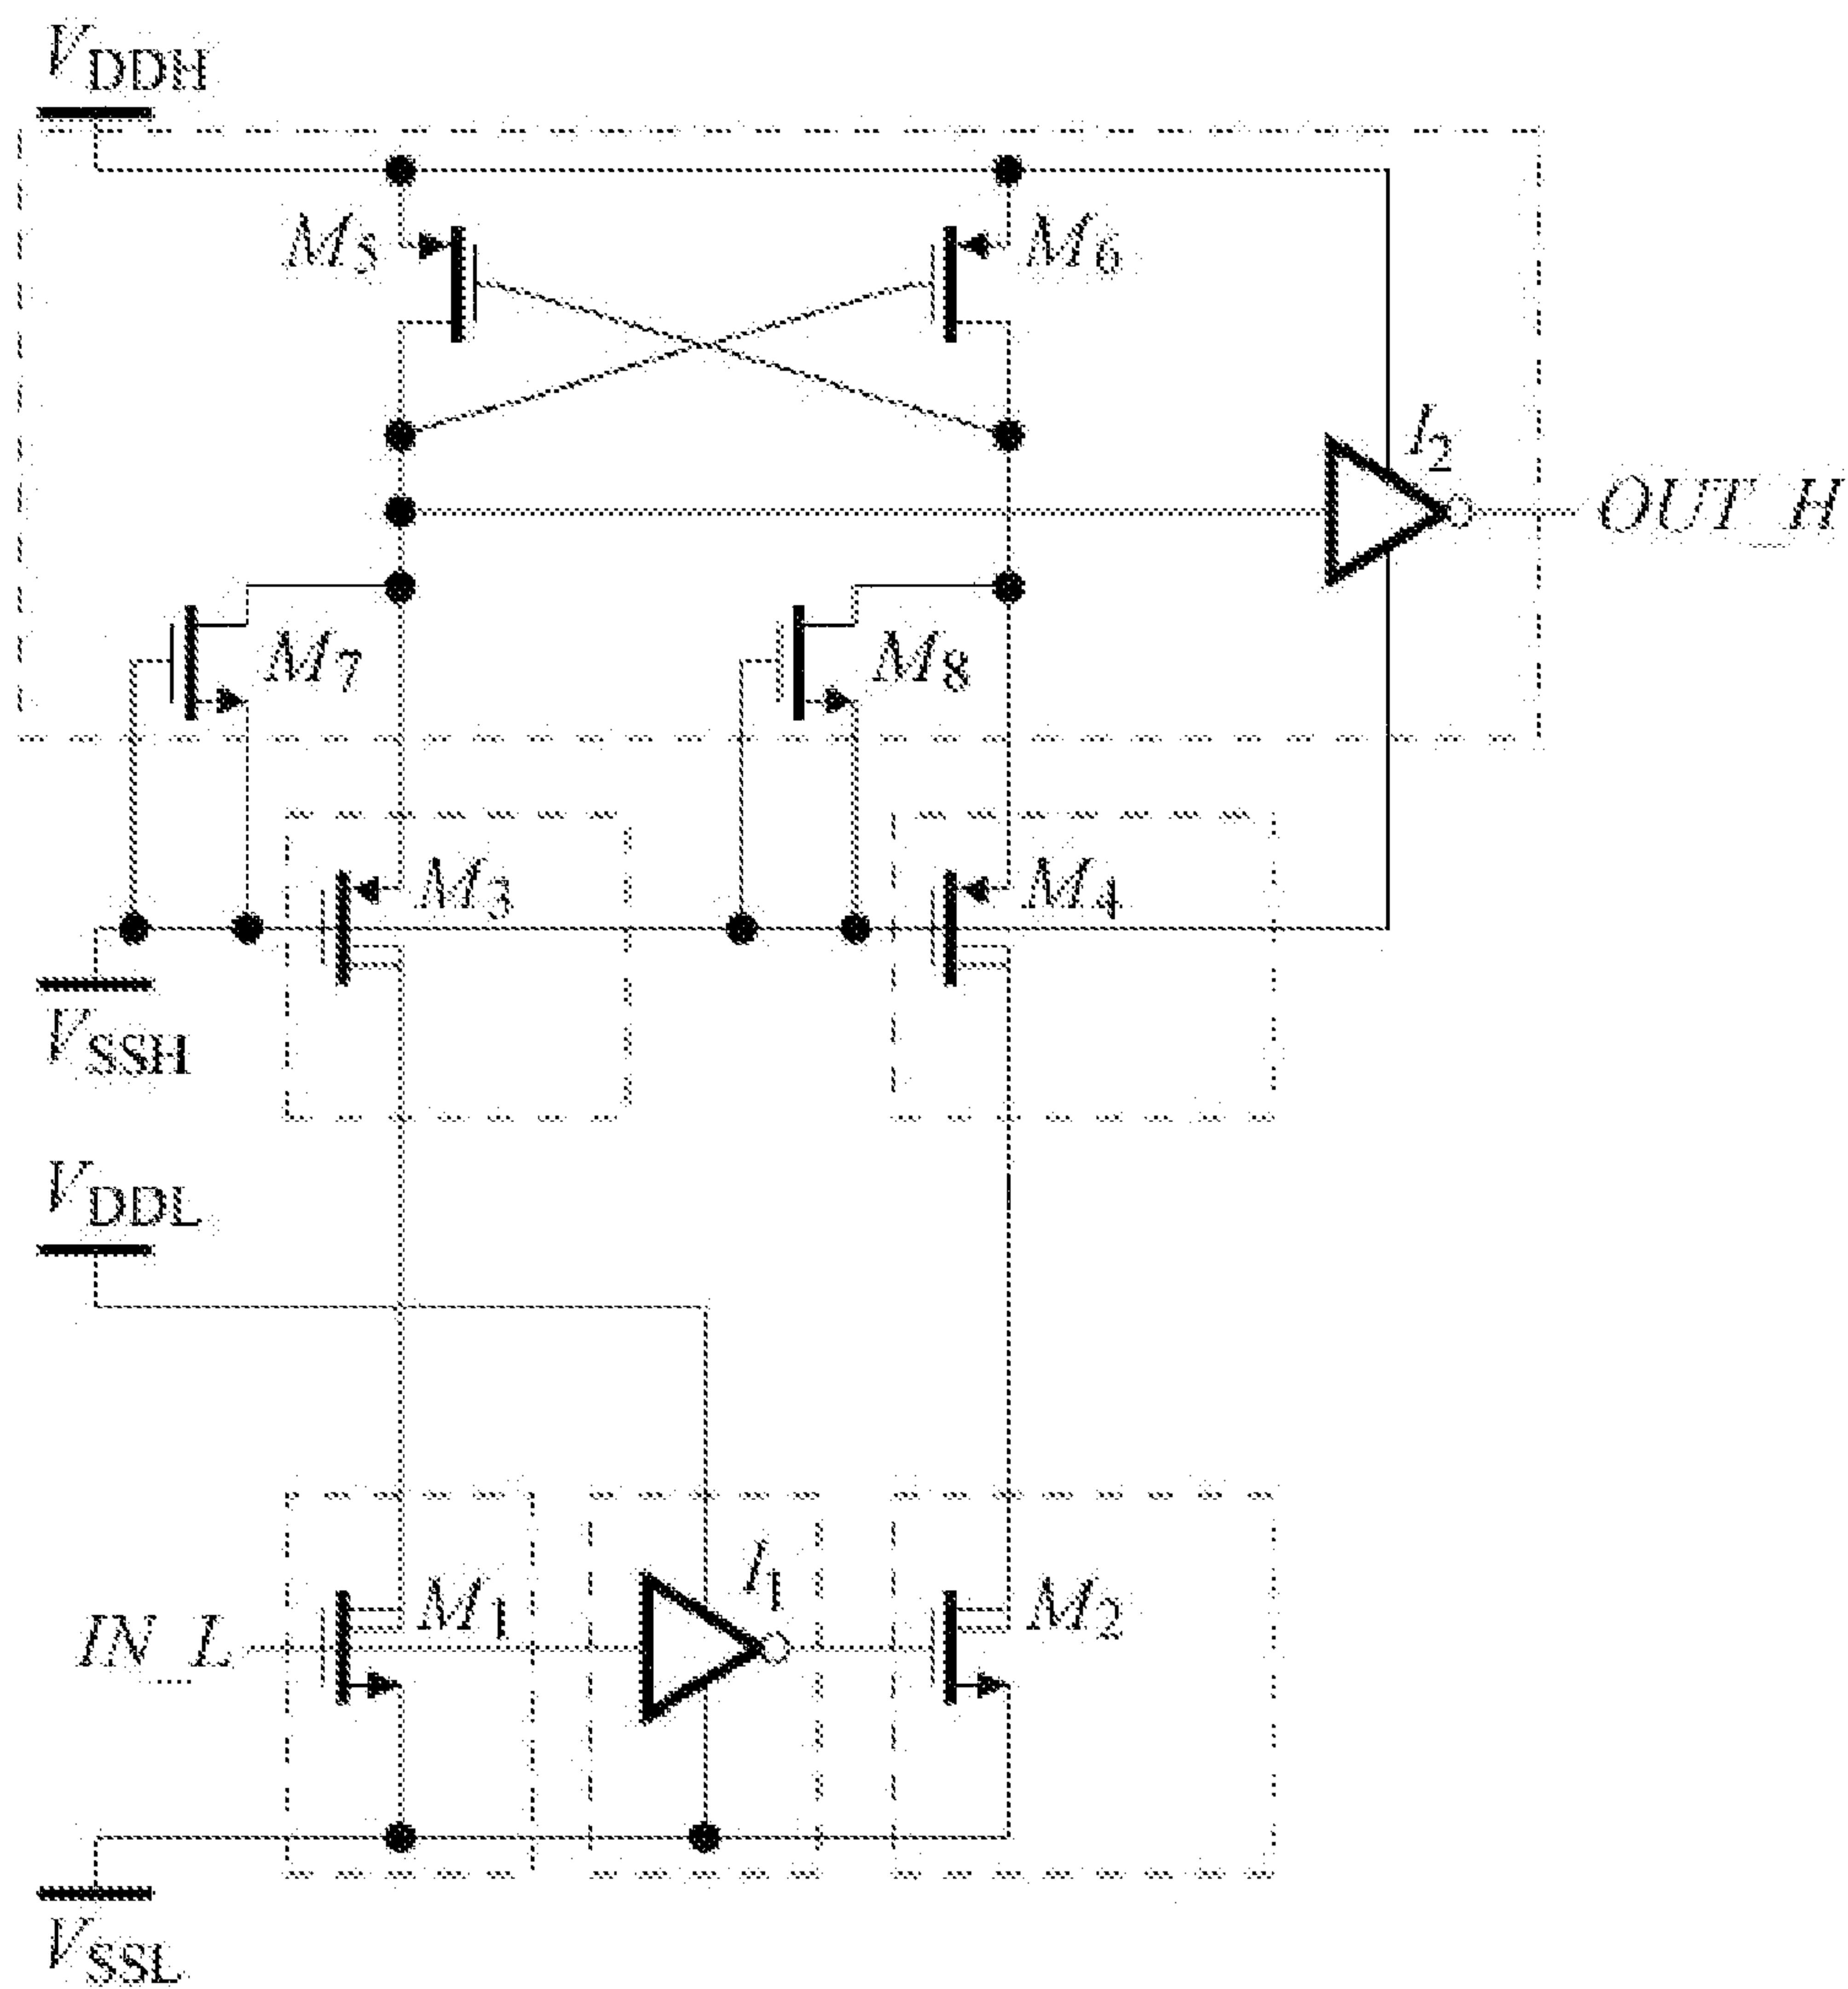 VDDH
M5 M6
I2
OUT_H
M7 M8
M3 M4
VSSH
VDDL
I1
M1 M2
IN_L
VSSL